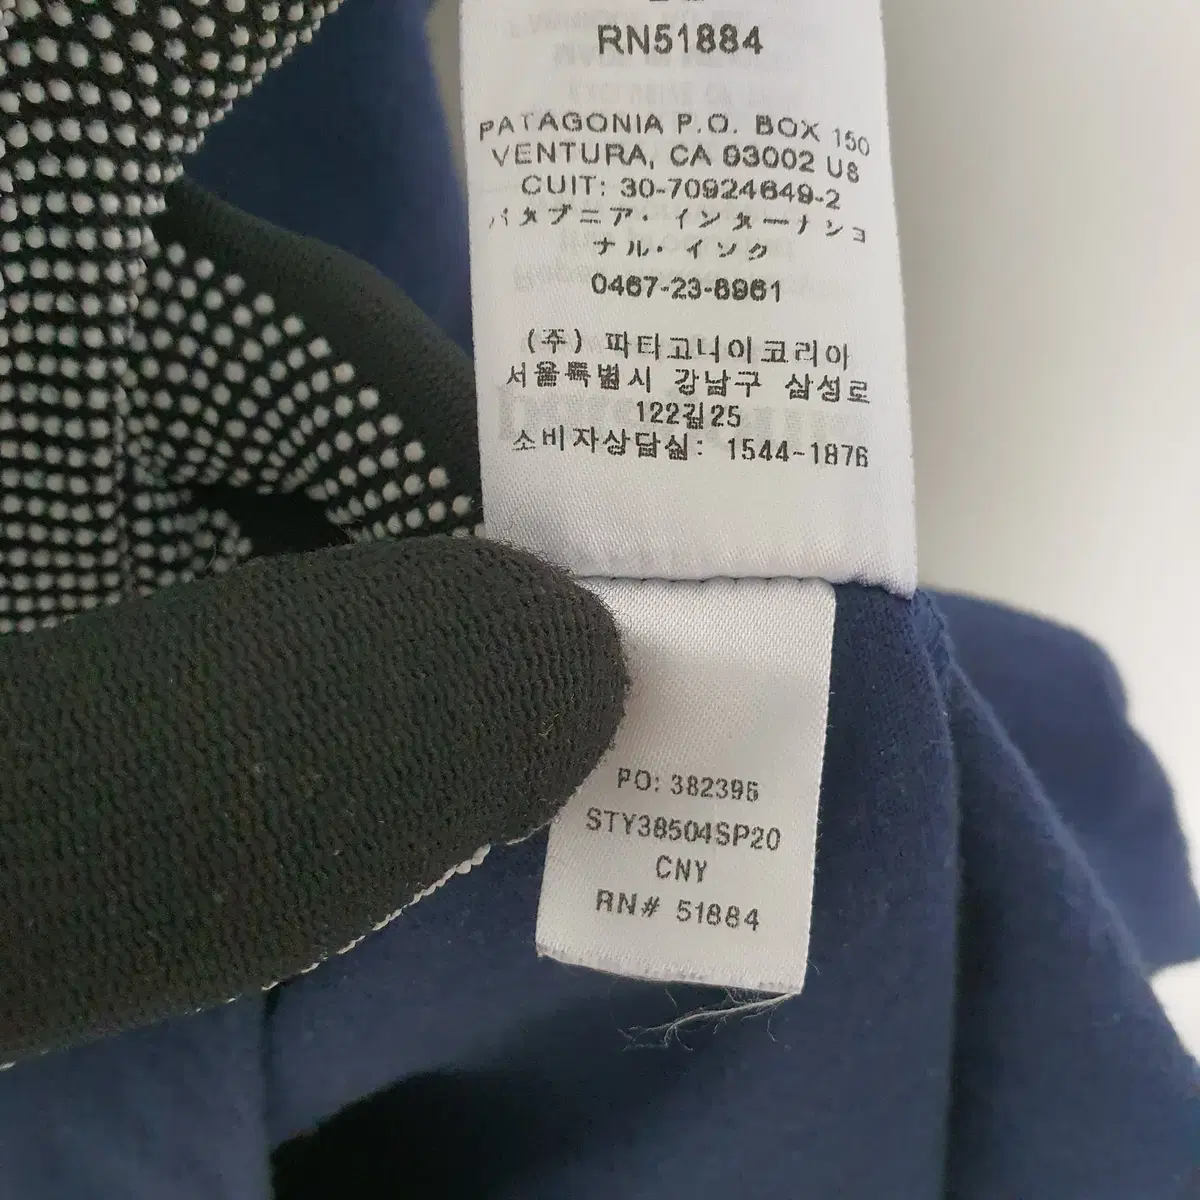 RN51884
PATAGONIA P.O. BOX 150
VENTURA, CA 93002 US
CUIT: 30-70924649-2
パタゴニア・インターナショ
ナル・インク
0467-23-8961
(주) 파타고니아코리아
서울특별시 강남구 삼성로
122길25
소비자상담실: 1544-1876
PO: 382395
STY38504SP20
CNY
RN# 51884